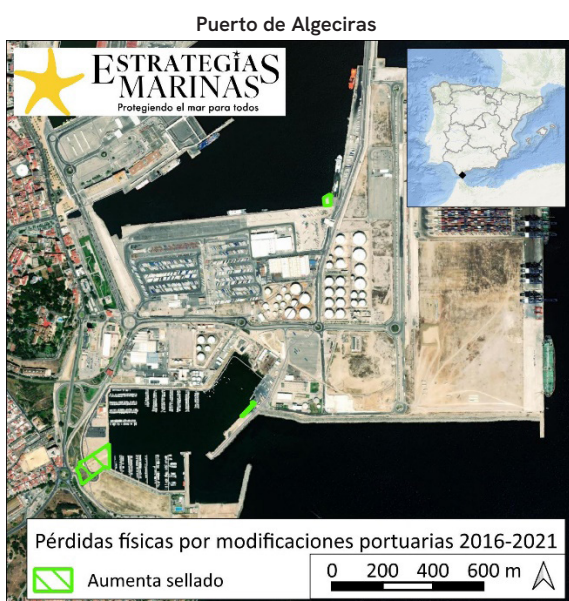 Puerto de Algeciras
ESTRATEGIAS
MARINAS
Protegiendo el mar para todos
Pérdidas físicas por modificaciones portuarias 2016-2021
Aumenta sellado
0 200 400 600 m